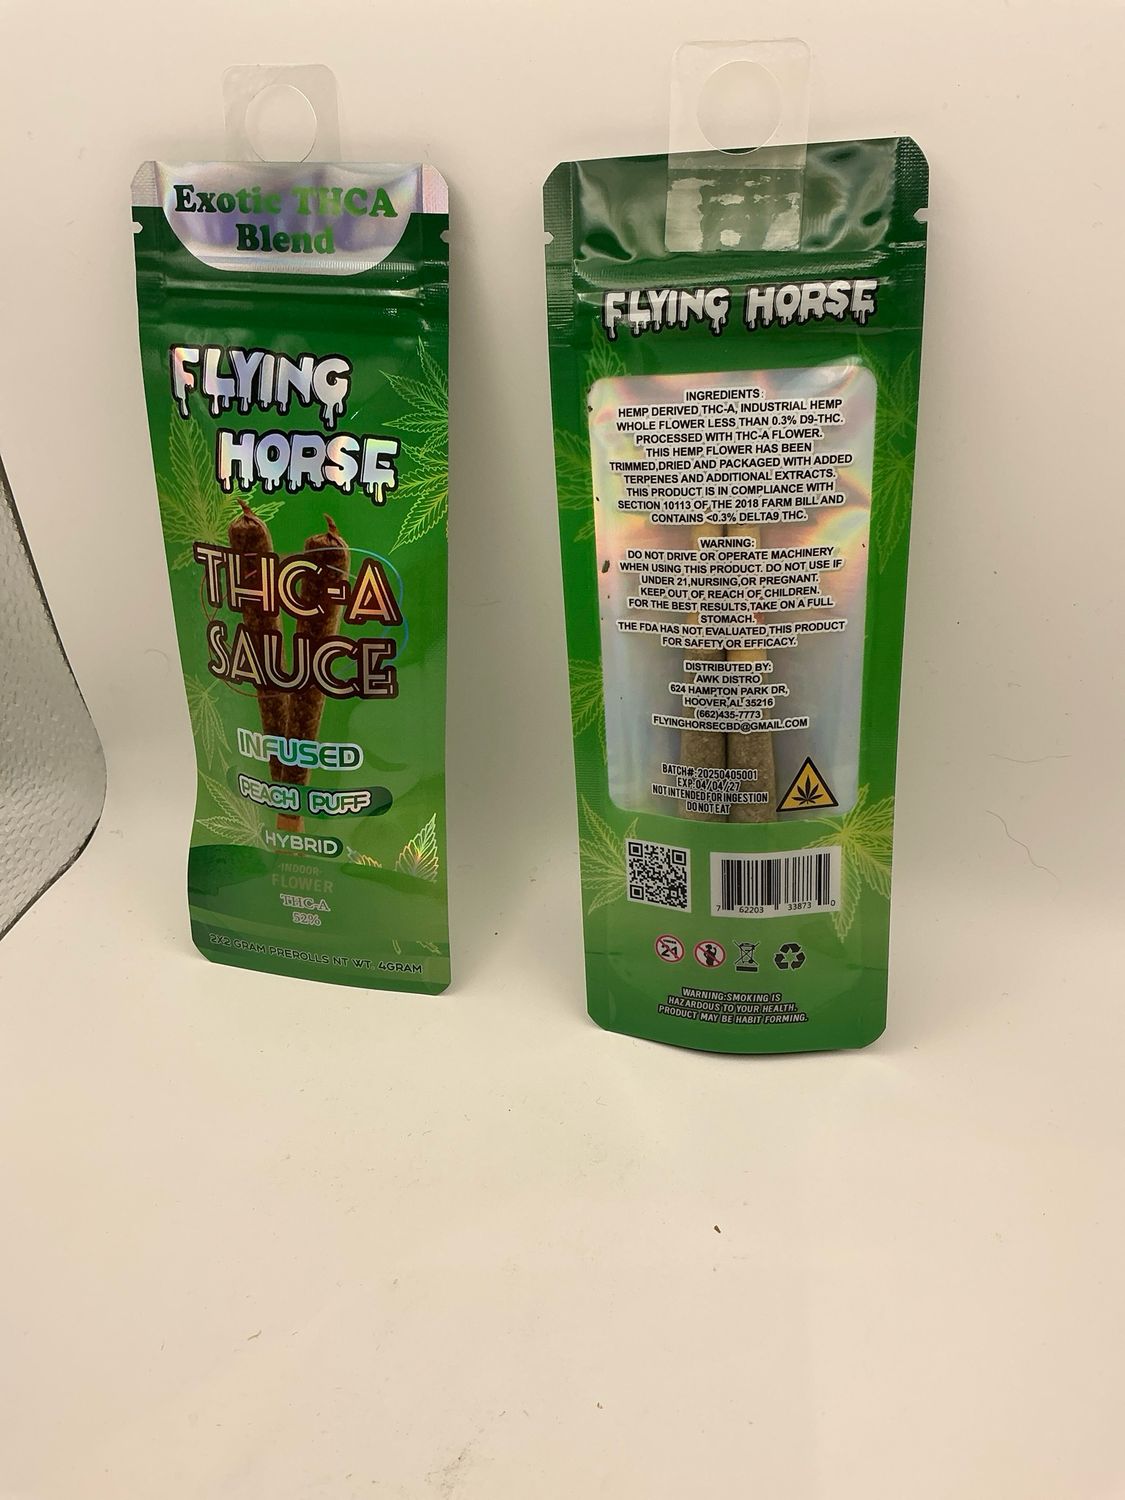 Exotic THCA
Blend
FLYING
HORSE
THC-A
SAUCE
INFUSED
PEACH PUFF
HYBRID
-INDOOR-
FLOWER
THC-A
52%
2X2 GRAM PREROLLS NT WT. 4GRAM
FLYING HORSE
INGREDIENTS:
HEMP DERIVED THC-A, INDUSTRIAL HEMP
WHOLE FLOWER LESS THAN 0.3% D9-THC.
PROCESSED WITH THC-A FLOWER.
THIS HEMP FLOWER HAS BEEN
TRIMMED,DRIED AND PACKAGED WITH ADDED
TERPENES AND ADDITIONAL EXTRACTS.
THIS PRODUCT IS IN COMPLIANCE WITH
SECTION 10113 OF THE 2018 FARM BILL AND
CONTAINS <0.3% DELTA9 THC.
WARNING:
DO NOT DRIVE OR OPERATE MACHINERY
WHEN USING THIS PRODUCT. DO NOT USE IF
UNDER 21,NURSING,OR PREGNANT.
KEEP OUT OF REACH OF CHILDREN.
FOR THE BEST RESULTS,TAKE ON A FULL
STOMACH.
THE FDA HAS NOT EVALUATED THIS PRODUCT
FOR SAFETY OR EFFICACY.
DISTRIBUTED BY:
AWK DISTRO
624 HAMPTON PARK DR,
HOOVER,AL 35216
(662)435-7773
FLYINGHORSECBD@GMAIL.COM
BATCH#:20250405001
EXP:04/04/27
NOT INTENDED FOR INGESTION
DO NOT EAT
7 62203 33873 0
21
WARNING:SMOKING IS
HAZARDOUS TO YOUR HEALTH.
PRODUCT MAY BE HABIT FORMING.